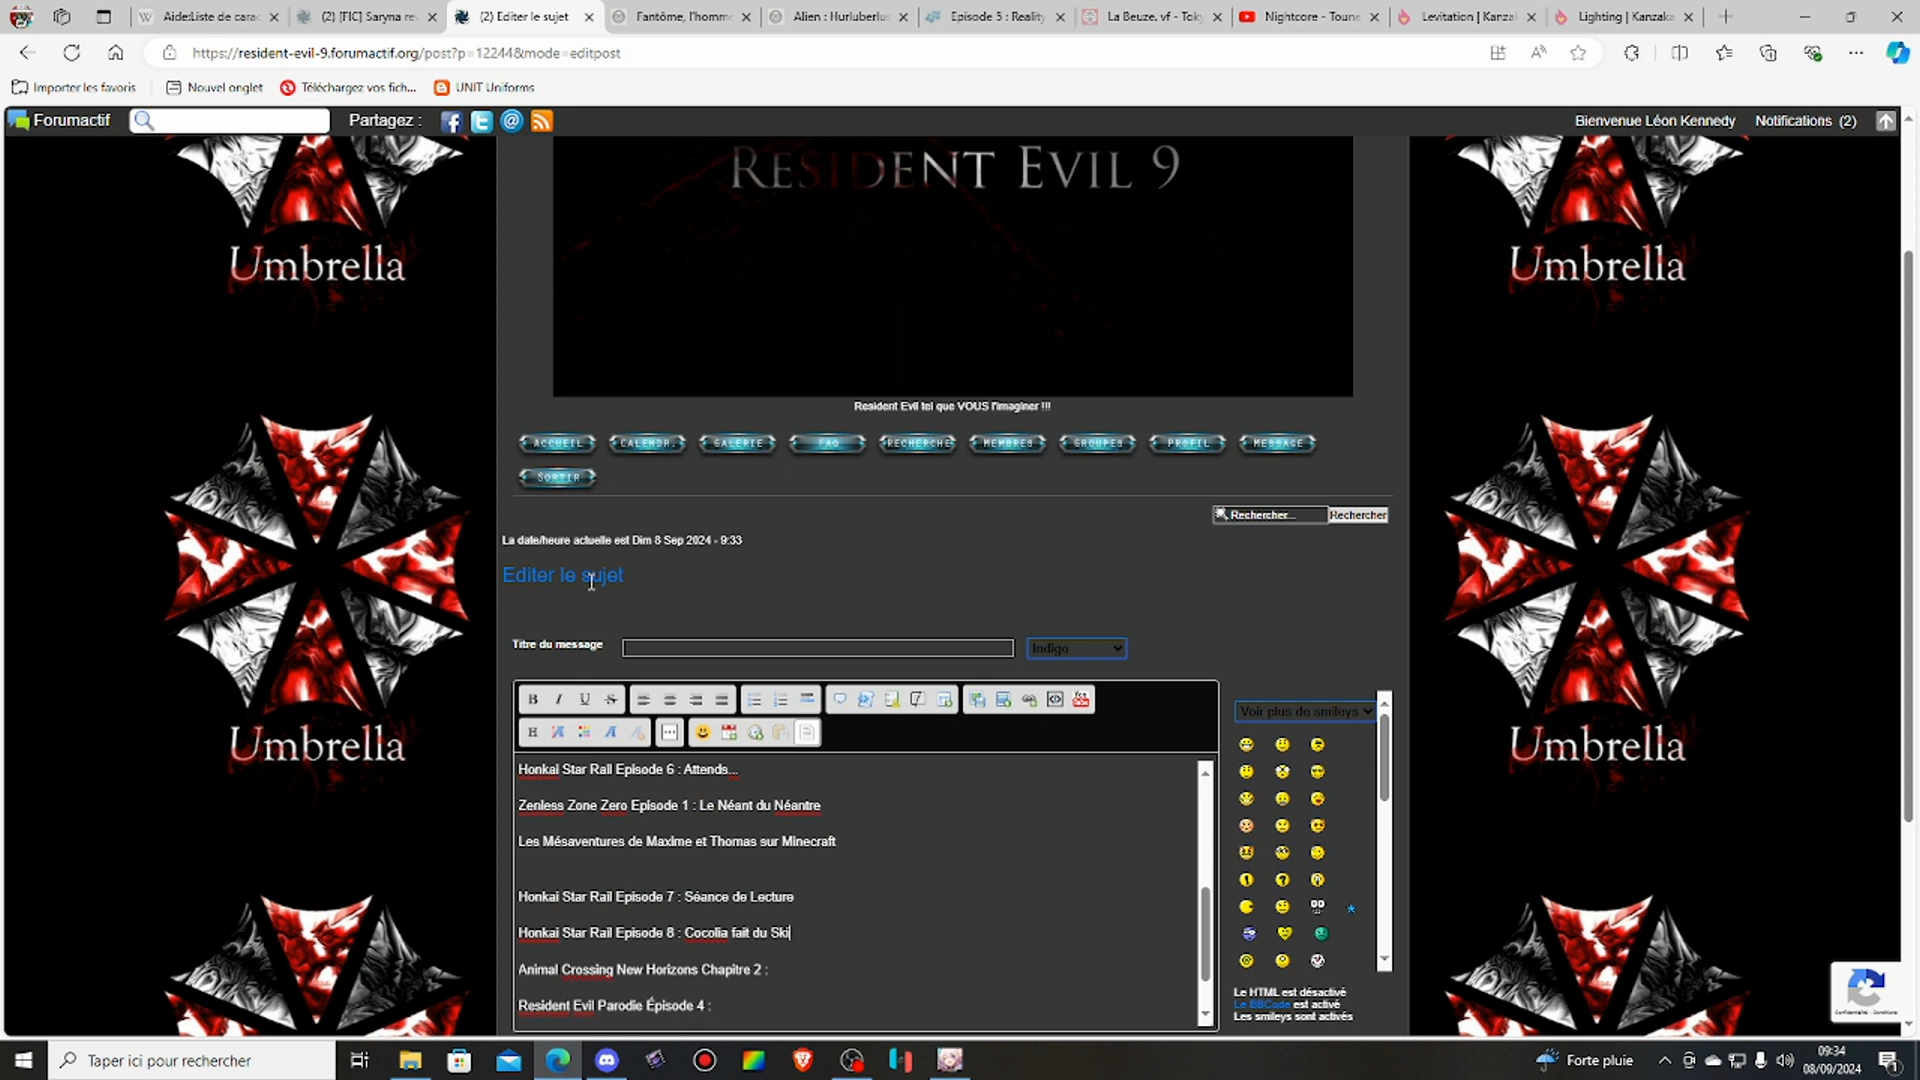 Aide:Liste de cara
(2) [FIC] Saryna re
(2) Editer le sujet
Fantôme, l'homme
Alien : Hurluberlu
Episode 5 : Reality
La Beuze. vf - Tok
Nightcore - Toune
Levitation | Kanza
Lighting | Kanzak
https://resident-evil-9.forumactif.org/post?p=12244&mode=editpost
Importer les favoris
Nouvel onglet
Téléchargez vos fich...
UNIT Uniforms
Forumactif
Partagez :
Bienvenue Léon Kennedy
Notifications (2)
RESIDENT EVIL 9
Umbrella
Umbrella
Resident Evil tel que VOUS l'imaginer !!!
ACCUEIL
CALENDR.
GALERIE
FAQ
RECHERCHE
MEMBRES
GROUPES
PROFIL
MESSAGE
SORTIR
Rechercher...
Rechercher
La date/heure actuelle est Dim 8 Sep 2024 - 9:33
Editer le sujet
Titre du message
Indigo
B I U S
You
H
Voir plus de smileys
Honkai Star Rail Episode 6 : Attends...
Zenless Zone Zero Episode 1 : Le Néant du Néantre
Les Mésaventures de Maxime et Thomas sur Minecraft
Honkai Star Rail Episode 7 : Séance de Lecture
Honkai Star Rail Episode 8 : Cocolia fait du Ski
Animal Crossing New Horizons Chapitre 2 :
Resident Evil Parodie Épisode 4 :
Umbrella
Umbrella
Le HTML est désactivé
Le BBCode est activé
Les smileys sont activés
Confidentialité - Conditions
Taper ici pour rechercher
Forte pluie
09:34
08/09/2024
1